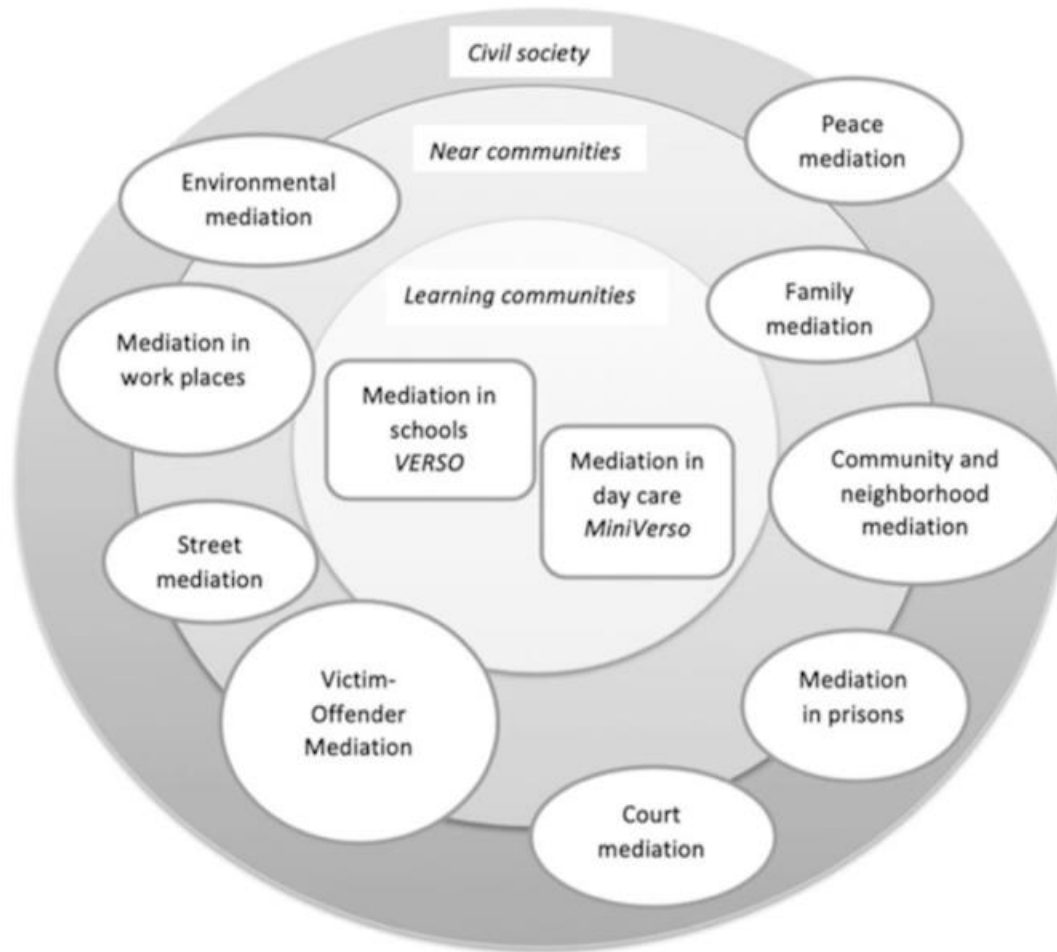 Civil society
Peace
mediation
Near communities
Environmental
mediation
Learning communities
Family
mediation
Mediation in
work places
Mediation in
schools
VERSO
Mediation in
day care
MiniVerso
Community and
neighborhood
mediation
Street
mediation
Victim-
Offender
Mediation
Mediation
in prisons
Court
mediation